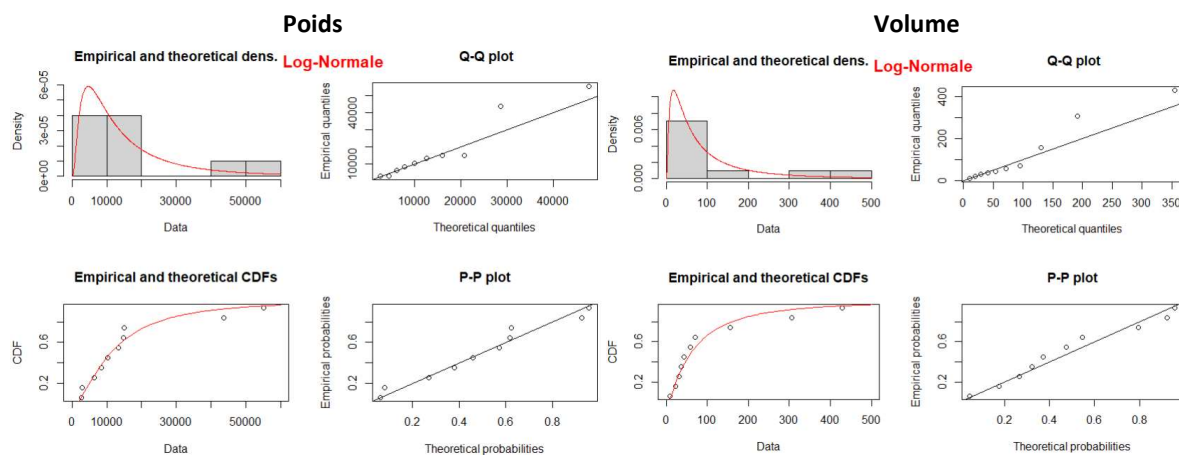 Poids
Volume
Empirical and theoretical dens. Log-Normale
Q-Q plot
Density
0e+00 3e-05 6e-05
0 10000 30000 50000
Data
Empirical quantiles
10000 40000
10000 20000 30000 40000
Theoretical quantiles
Empirical and theoretical CDFs
P-P plot
CDF
0.2 0.6
0 10000 30000 50000
Data
Empirical probabilities
0.2 0.6
0.2 0.4 0.6 0.8
Theoretical probabilities
Empirical and theoretical dens. Log-Normale
Q-Q plot
Density
0.000 0.006
0 100 200 300 400 500
Data
Empirical quantiles
0 200 400
0 50 100 150 200 250 300 350
Theoretical quantiles
Empirical and theoretical CDFs
P-P plot
CDF
0.2 0.6
0 100 200 300 400 500
Data
Empirical probabilities
0.2 0.6
0.2 0.4 0.6 0.8
Theoretical probabilities